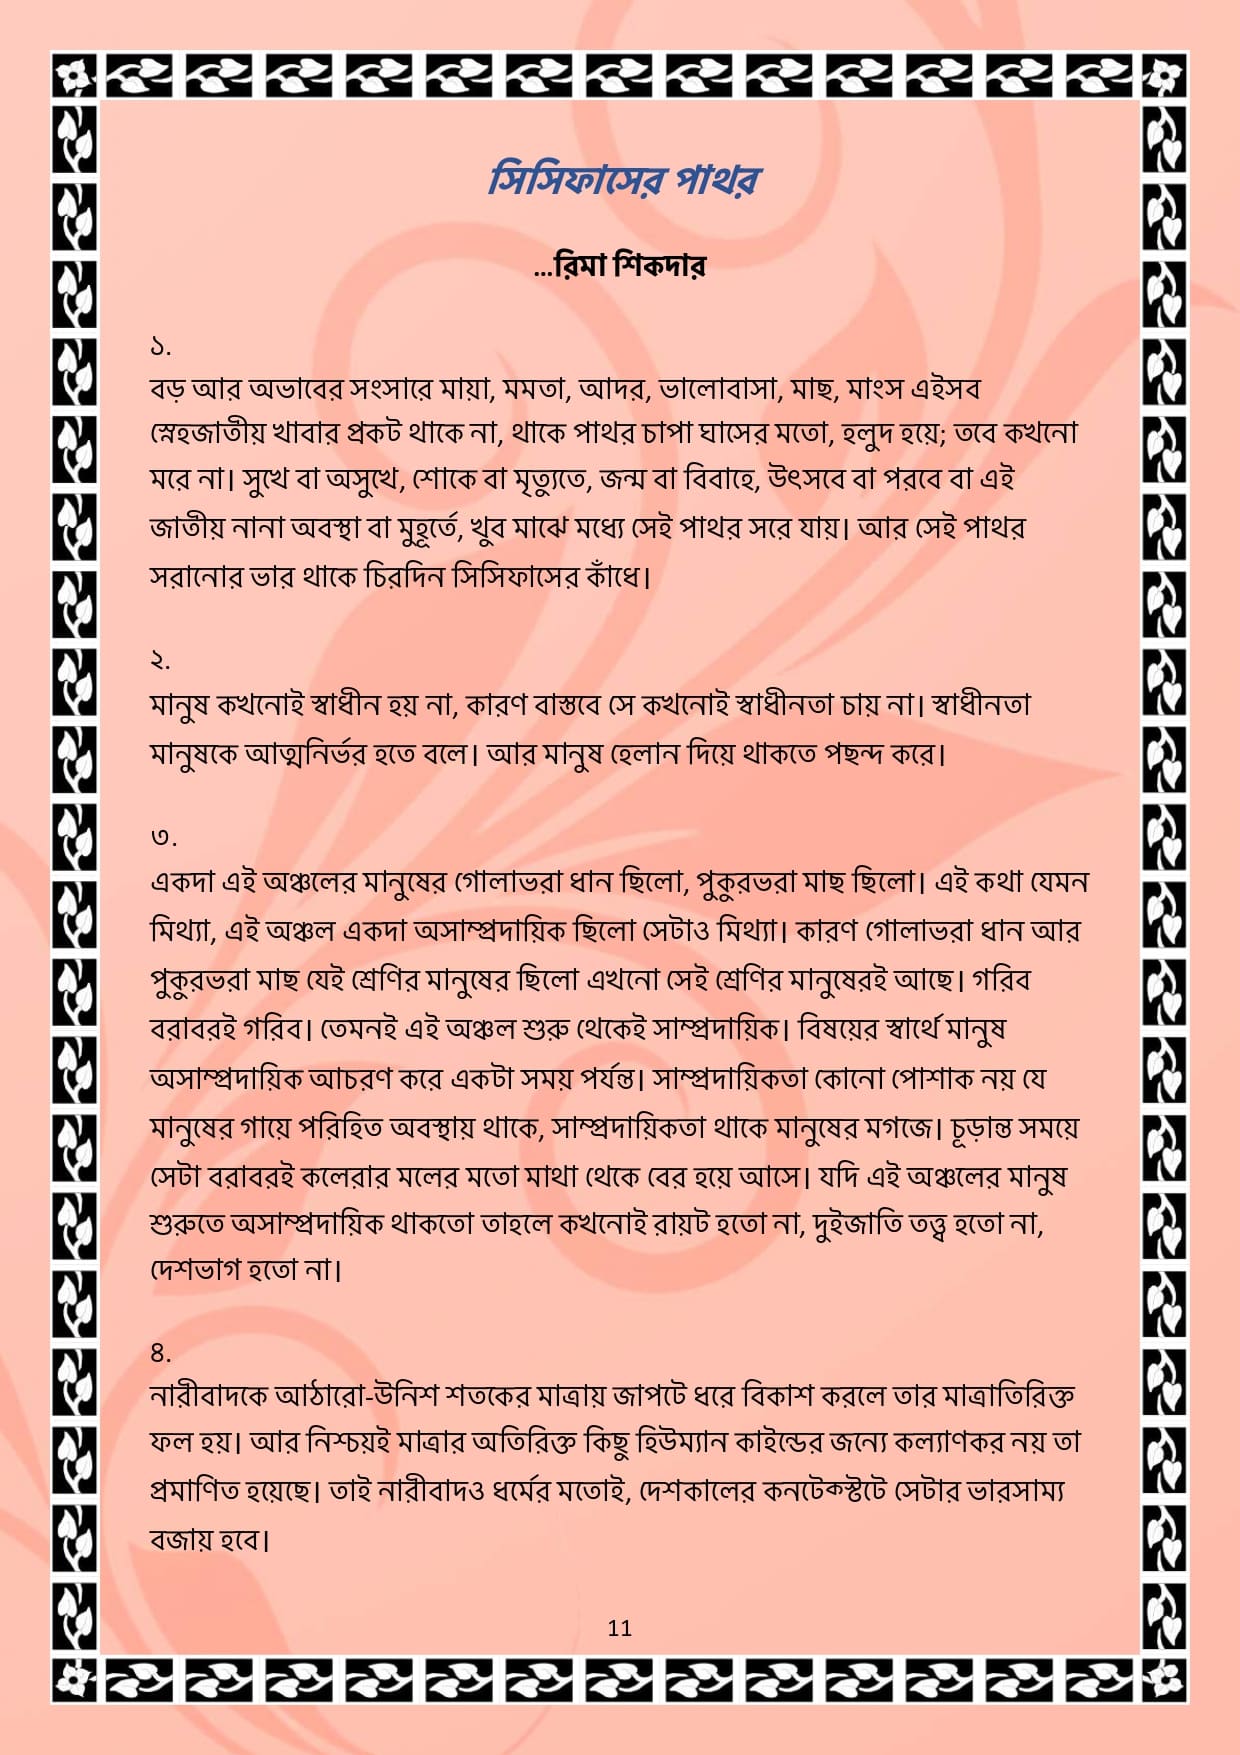 সিসিফাসের পাথর
...রিমা শিকদার
১.
বড় আর অভাবের সংসারে মায়া, মমতা, আদর, ভালোবাসা, মাছ, মাংস এইসব
স্নেহজাতীয় খাবার প্রকট থাকে না, থাকে পাথর চাপা ঘাসের মতো, হলুদ হয়ে; তবে কখনো
মরে না। সুখে বা অসুখে, শোকে বা মৃত্যুতে, জন্ম বা বিবাহে, উৎসবে বা পরবে বা এই
জাতীয় নানা অবস্থা বা মুহূর্তে, খুব মাঝে মধ্যে সেই পাথর সরে যায়। আর সেই পাথর
সরানোর ভার থাকে চিরদিন সিসিফাসের কাঁধে।
২.
মানুষ কখনোই স্বাধীন হয় না, কারণ বাস্তবে সে কখনোই স্বাধীনতা চায় না। স্বাধীনতা
মানুষকে আত্মনির্ভর হতে বলে। আর মানুষ হেলান দিয়ে থাকতে পছন্দ করে।
৩.
একদা এই অঞ্চলের মানুষের গোলাভরা ধান ছিলো, পুকুরভরা মাছ ছিলো। এই কথা যেমন
মিথ্যা, এই অঞ্চল একদা অসাম্প্রদায়িক ছিলো সেটাও মিথ্যা। কারণ গোলাভরা ধান আর
পুকুরভরা মাছ যেই শ্রেণির মানুষের ছিলো এখনো সেই শ্রেণির মানুষেরই আছে। গরিব
বরাবরই গরিব। তেমনই এই অঞ্চল শুরু থেকেই সাম্প্রদায়িক। বিষয়ের স্বার্থে মানুষ
অসাম্প্রদায়িক আচরণ করে একটা সময় পর্যন্ত। সাম্প্রদায়িকতা কোনো পোশাক নয় যে
মানুষের গায়ে পরিহিত অবস্থায় থাকে, সাম্প্রদায়িকতা থাকে মানুষের মগজে। চূড়ান্ত সময়ে
সেটা বরাবরই কলেরার মলের মতো মাথা থেকে বের হয়ে আসে। যদি এই অঞ্চলের মানুষ
শুরুতে অসাম্প্রদায়িক থাকতো তাহলে কখনোই রায়ট হতো না, দুইজাতি তত্ত্ব হতো না,
দেশভাগ হতো না।
৪.
নারীবাদকে আঠারো-উনিশ শতকের মাত্রায় জাপটে ধরে বিকাশ করলে তার মাত্রাতিরিক্ত
ফল হয়। আর নিশ্চয়ই মাত্রার অতিরিক্ত কিছু হিউম্যান কাইন্ডের জন্যে কল্যাণকর নয় তা
প্রমাণিত হয়েছে। তাই নারীবাদও ধর্মের মতোই, দেশকালের কনটেক্স্টটে সেটার ভারসাম্য
বজায় হবে।
11